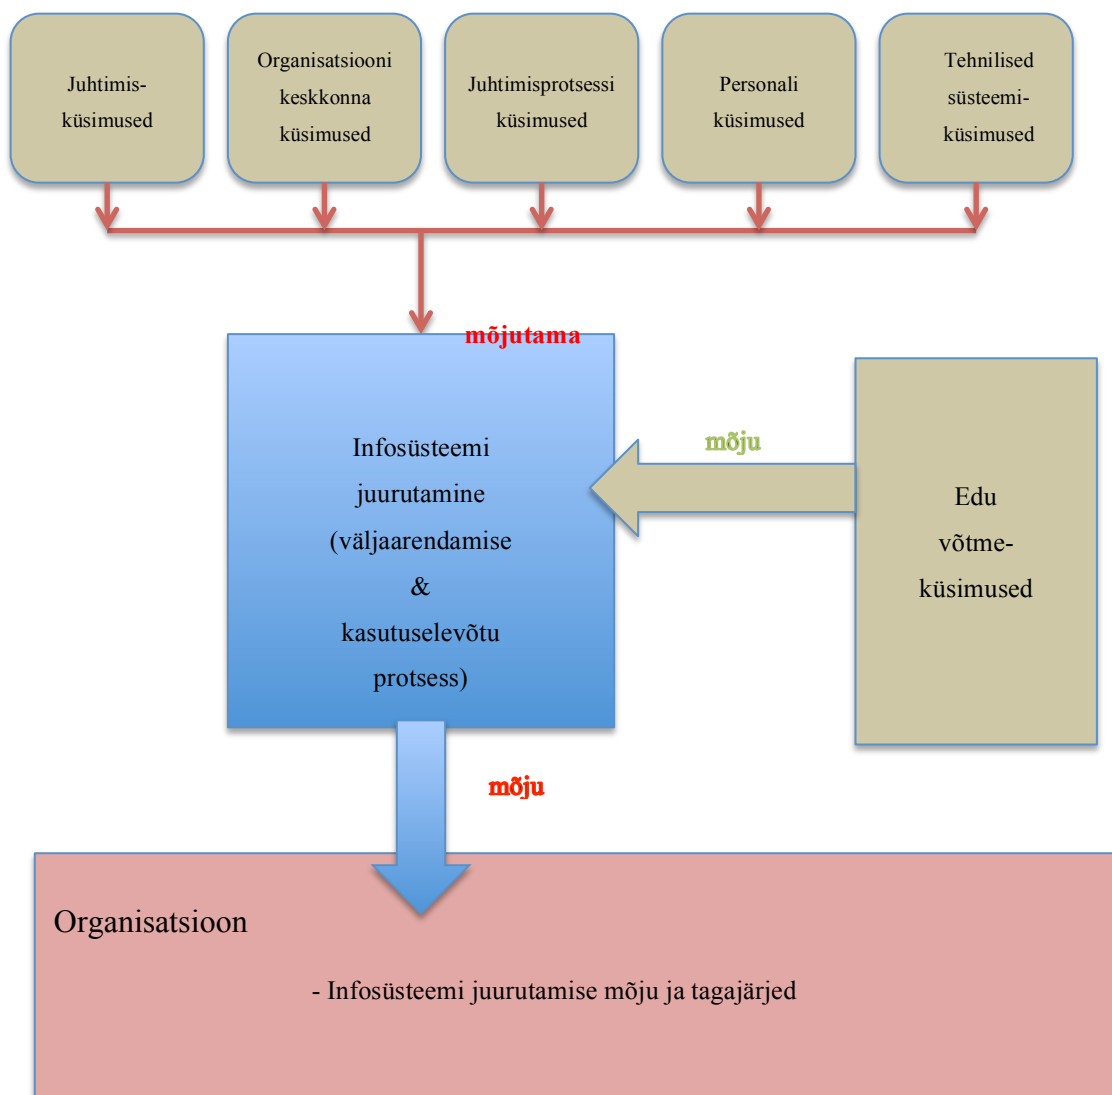 Juhtimis-
küsimused
Organisatsiooni
keskkonna
küsimused
Juhtimisprotsessi
küsimused
Personali
küsimused
Tehnilised
süsteemi-
küsimused
mõjutama
Infosüsteemi
juurutamine
(väljaarendamise
&
kasutuselevõtu
protsess)
mõju
Edu
võtme-
küsimused
mõju
Organisatsioon
- Infosüsteemi juurutamise mõju ja tagajärjed